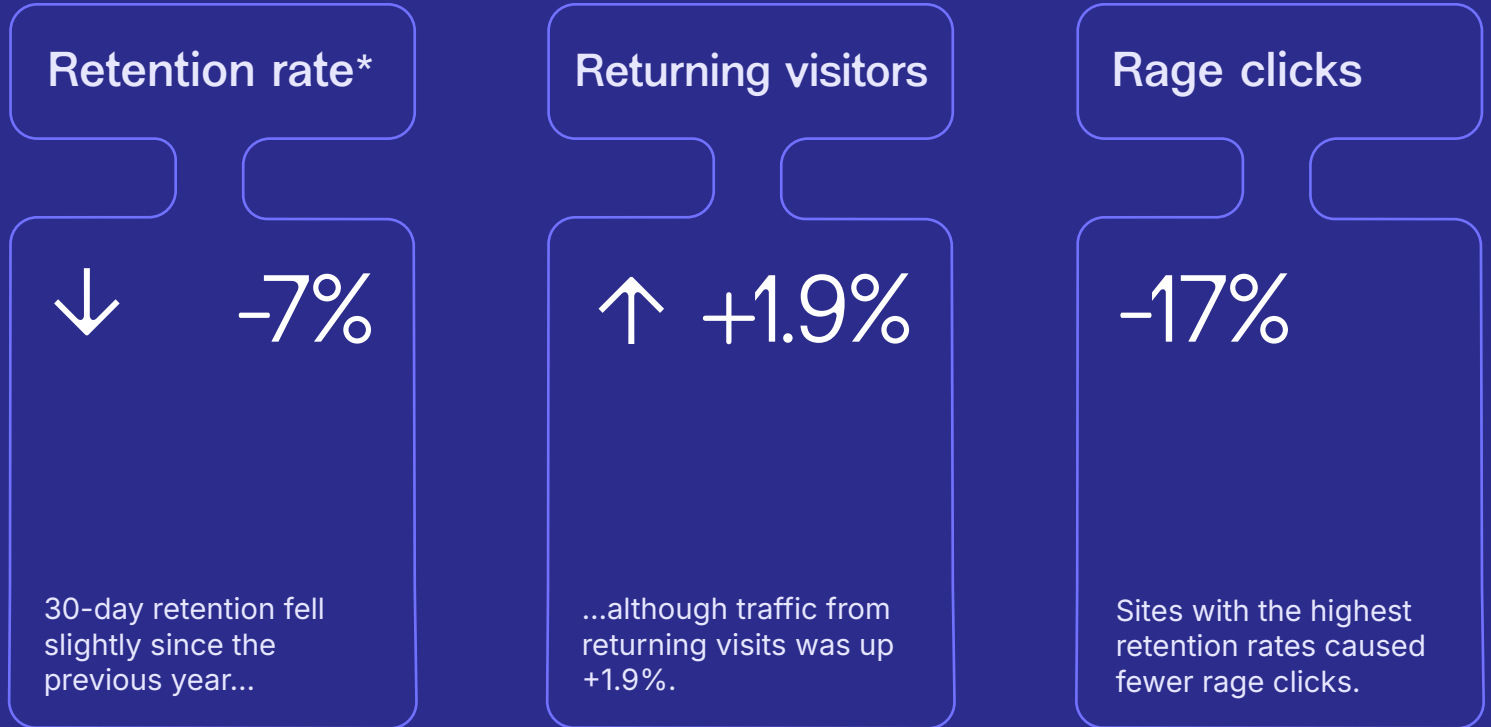 Retention rate*
↓ -7%
30-day retention fell
slightly since the
previous year...
Returning visitors
↑ +1.9%
...although traffic from
returning visits was up
+1.9%.
Rage clicks
-17%
Sites with the highest
retention rates caused
fewer rage clicks.